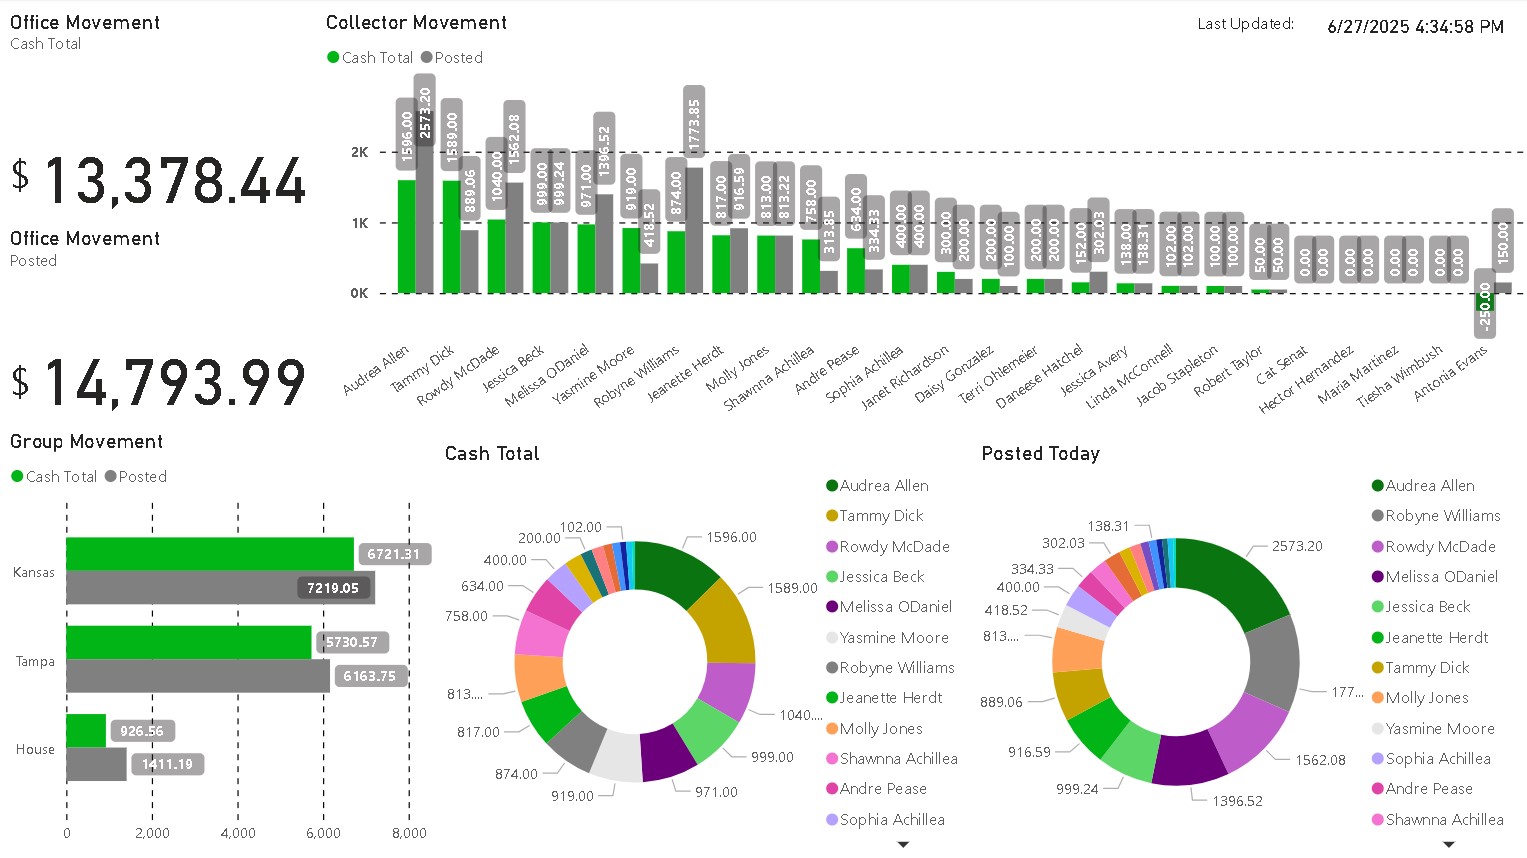 Office Movement
Cash Total
$ 13,378.44
Office Movement
Posted
$ 14,793.99
Collector Movement
Cash Total Posted
Last Updated: 6/27/2025 4:34:58 PM
2K
1K
0K
1596.00 2573.20 1589.00 889.06 1040.00 1562.08 999.00 999.24 971.00 1396.52 919.00 418.52 874.00 1773.85 817.00 916.59 813.00 813.22 758.00 313.85 634.00 334.33 400.00 400.00 300.00 200.00 200.00 100.00 200.00 200.00 152.00 302.03 138.00 138.31 102.00 102.00 100.00 100.00 50.00 50.00 0.00 0.00 0.00 0.00 0.00 0.00 0.00 0.00 -250.00 150.00
Audrea Allen
Tammy Dick
Rowdy McDade
Jessica Beck
Melissa ODaniel
Yasmine Moore
Robyne Williams
Jeanette Herdt
Molly Jones
Shawnna Achillea
Andre Pease
Sophia Achillea
Janet Richardson
Daisy Gonzalez
Terri Ohlemeier
Daneese Hatchel
Jessica Avery
Linda McConnell
Jacob Stapleton
Robert Taylor
Cat Senat
Hector Hernandez
Maria Martinez
Tiesha Wimbush
Antonia Evans
Group Movement
Cash Total Posted
Kansas
6721.31
7219.05
Tampa
5730.57
6163.75
House
926.56
1411.19
0 2,000 4,000 6,000 8,000
Cash Total
1596.00
1589.00
1040....
999.00
971.00
919.00
874.00
817.00
813....
758.00
634.00
400.00
200.00
102.00
Audrea Allen
Tammy Dick
Rowdy McDade
Jessica Beck
Melissa ODaniel
Yasmine Moore
Robyne Williams
Jeanette Herdt
Molly Jones
Shawnna Achillea
Andre Pease
Sophia Achillea
Posted Today
2573.20
177...
1562.08
1396.52
999.24
916.59
889.06
813....
418.52
400.00
334.33
302.03
138.31
Audrea Allen
Robyne Williams
Rowdy McDade
Melissa ODaniel
Jessica Beck
Jeanette Herdt
Tammy Dick
Molly Jones
Yasmine Moore
Sophia Achillea
Andre Pease
Shawnna Achillea